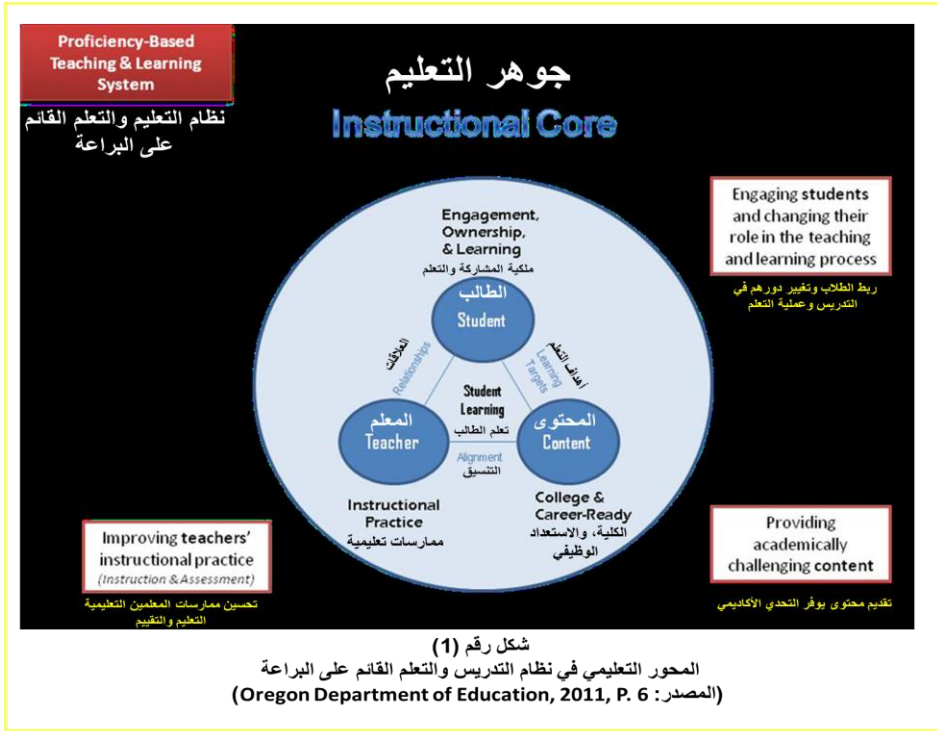 Proficiency-Based
Teaching & Learning
System
نظام التعليم والتعلم القائم
على البراعة
جوهر التعليم
Instructional Core
Engaging students
and changing their
role in the teaching
and learning process
ربط الطلاب وتغيير دورهم في
التدريس وعملية التعلم
Engagement,
Ownership,
& Learning
ملكية المشاركة والتعلم
الطالب
Student
العلاقات
Relationships
أهداف التعلم
Learning
Targets
Student
Learning
تعلم الطالب
المعلم
Teacher
المحتوى
Content
Alignment
التنسيق
Instructional
Practice
ممارسات تعليمية
College &
Career-Ready
الكلية، والاستعداد
الوظيفي
Improving teachers'
instructional practice
(Instruction & Assessment)
تحسين ممارسات المعلمين التعليمية
التعليم والتقييم
Providing
academically
challenging content
تقديم محتوى يوفر التحدي الأكاديمي
شكل رقم (1)
المحور التعليمي في نظام التدريس والتعلم القائم على البراعة
(المصدر: Oregon Department of Education, 2011, P. 6)